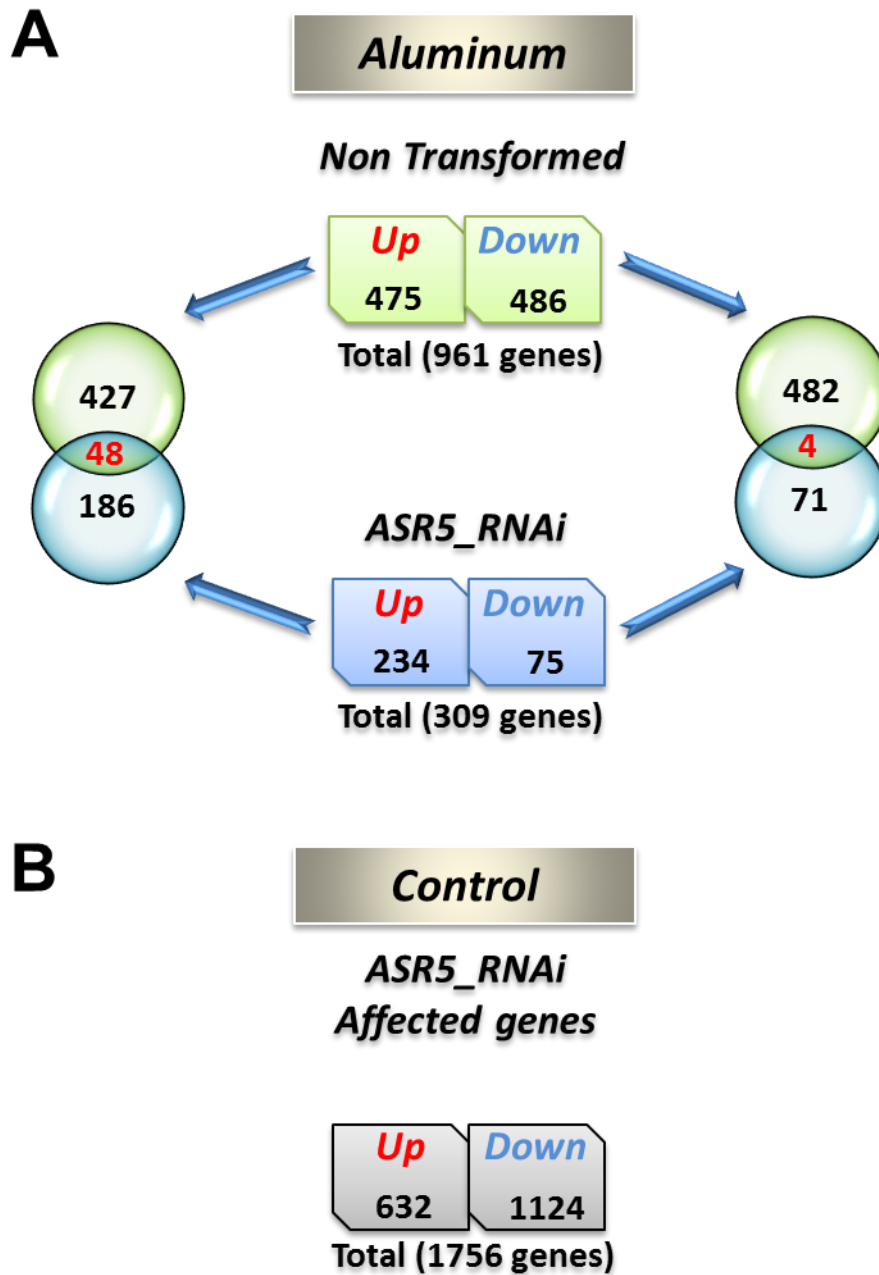 A
Aluminum
Non Transformed
Up Down
475 486
Total (961 genes)
427
48
186
482
4
71
ASR5_RNAi
Up Down
234 75
Total (309 genes)
B
Control
ASR5_RNAi
Affected genes
Up Down
632 1124
Total (1756 genes)